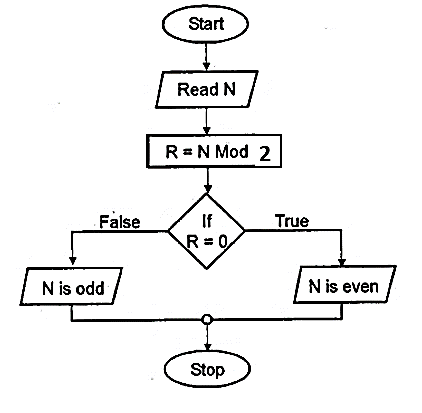 Start
Read N
R = N Mod 2
If
R = 0
False
True
N is odd
N is even
Stop